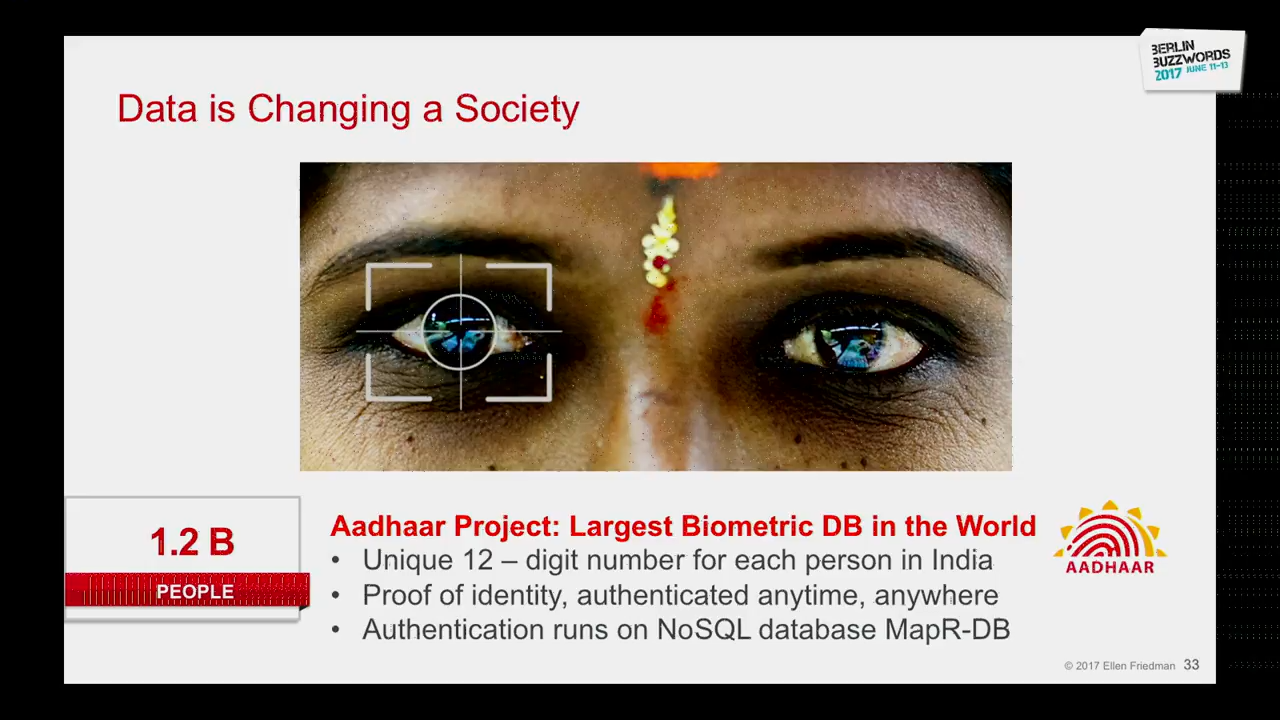 BERLIN
BUZZWORDS
2017 JUNE 11-13
Data is Changing a Society
1.2 B
PEOPLE
Aadhaar Project: Largest Biometric DB in the World
• Unique 12 – digit number for each person in India
• Proof of identity, authenticated anytime, anywhere
• Authentication runs on NoSQL database MapR-DB
AADHAAR
© 2017 Ellen Friedman 33